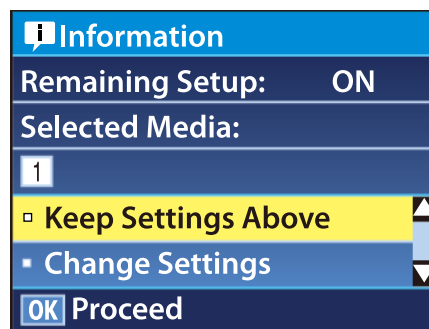 Information
Remaining Setup: ON
Selected Media:
1
Keep Settings Above
Change Settings
OK Proceed